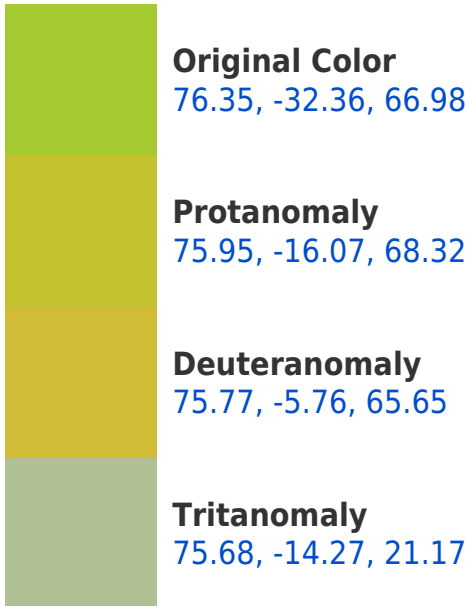 Original Color
76.35, -32.36, 66.98
Protanomaly
75.95, -16.07, 68.32
Deuteranomaly
75.77, -5.76, 65.65
Tritanomaly
75.68, -14.27, 21.17